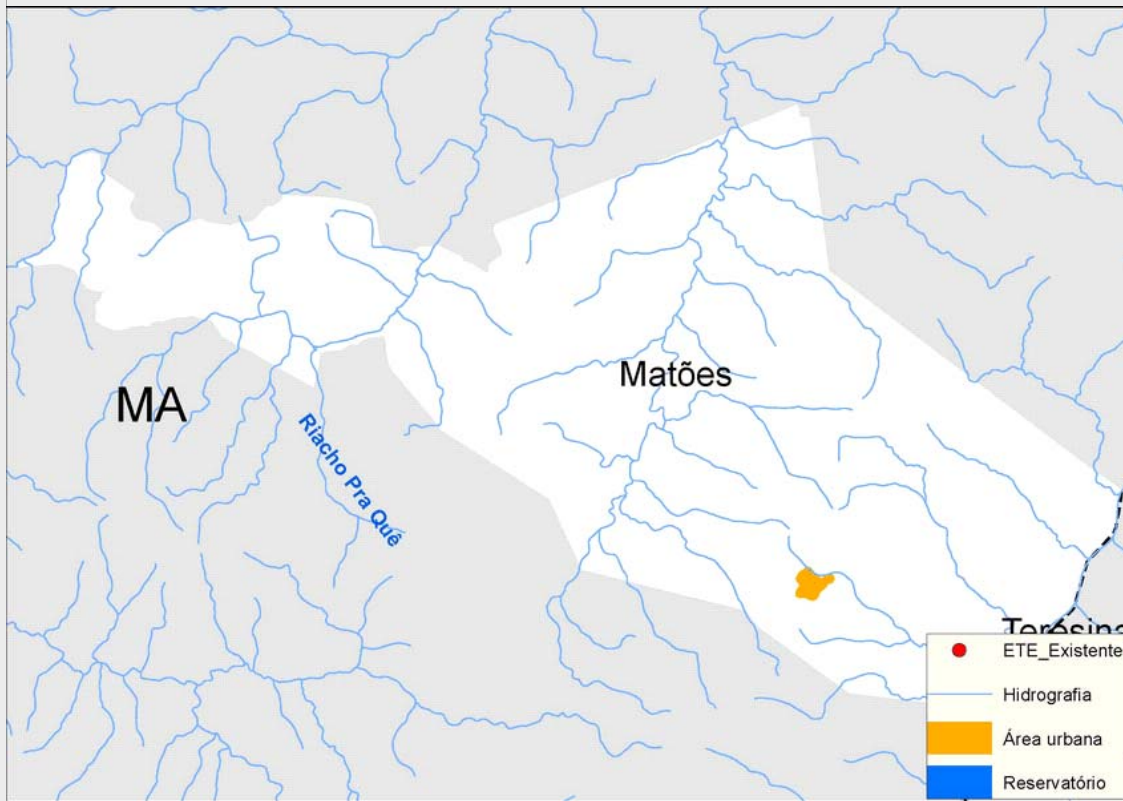 Matões
MA
Riacho Pra Quê
Teresina
ETE_Existente
Hidrografia
Área urbana
Reservatório